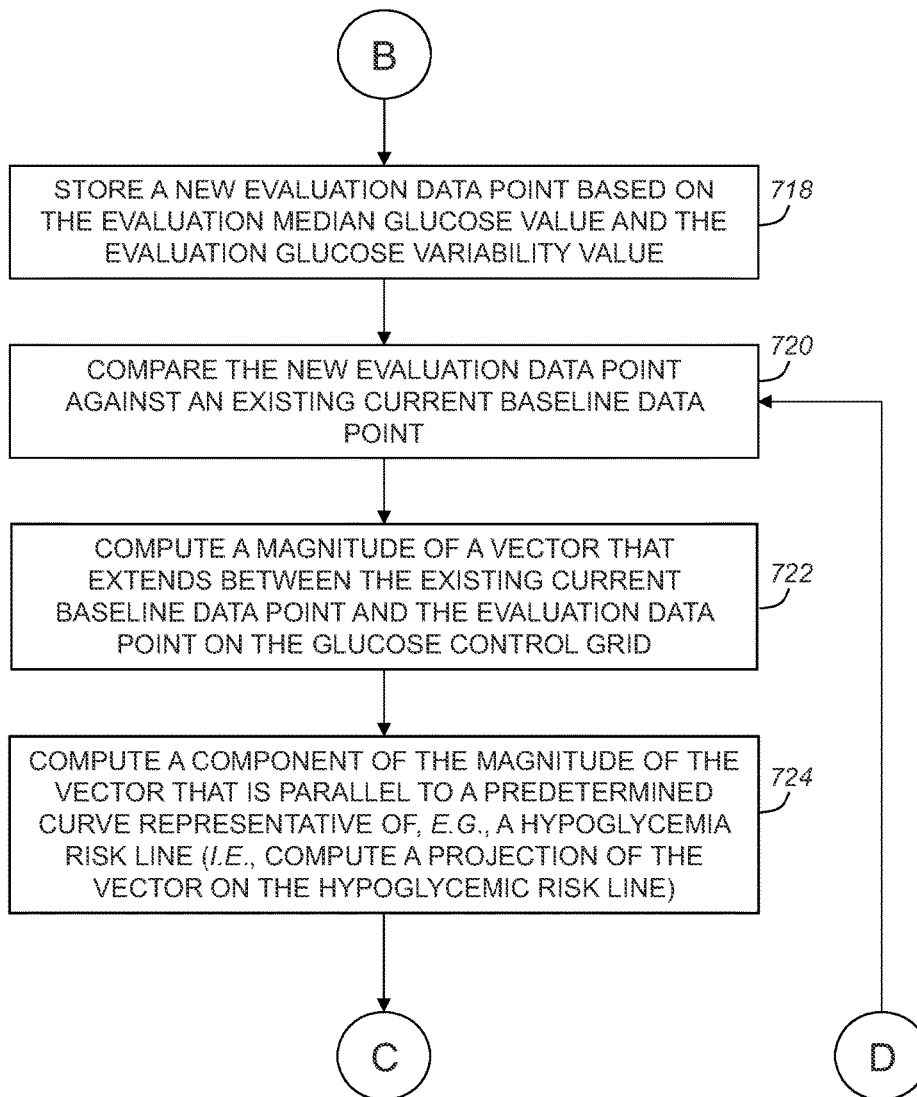 B
STORE A NEW EVALUATION DATA POINT BASED ON
THE EVALUATION MEDIAN GLUCOSE VALUE AND THE
EVALUATION GLUCOSE VARIABILITY VALUE
718
COMPARE THE NEW EVALUATION DATA POINT
AGAINST AN EXISTING CURRENT BASELINE DATA
POINT
720
COMPUTE A MAGNITUDE OF A VECTOR THAT
EXTENDS BETWEEN THE EXISTING CURRENT
BASELINE DATA POINT AND THE EVALUATION DATA
POINT ON THE GLUCOSE CONTROL GRID
722
COMPUTE A COMPONENT OF THE MAGNITUDE OF THE
VECTOR THAT IS PARALLEL TO A PREDETERMINED
CURVE REPRESENTATIVE OF, E.G., A HYPOGLYCEMIA
RISK LINE (I.E., COMPUTE A PROJECTION OF THE
VECTOR ON THE HYPOGLYCEMIC RISK LINE)
724
C
D